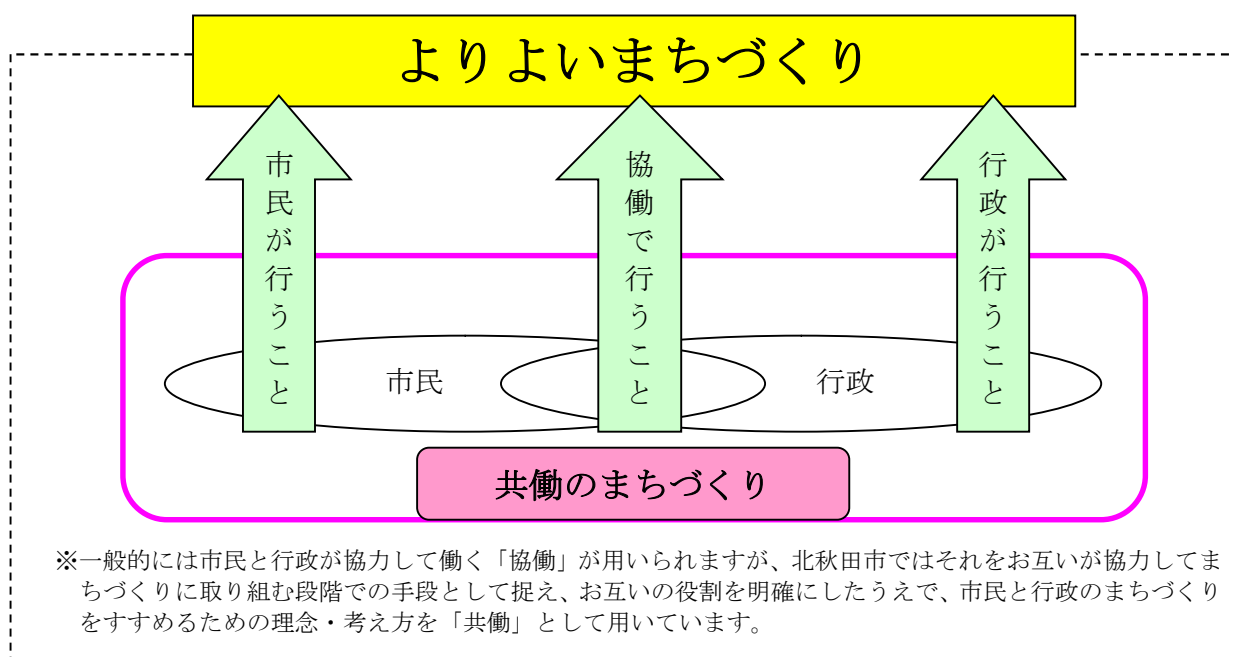 よりよいまちづくり
市民が行うこと
協働で行うこと
行政が行うこと
市民
行政
共働のまちづくり
※一般的には市民と行政が協力して働く「協働」が用いられますが、北秋田市ではそれをお互いが協力してま
ちづくりに取り組む段階での手段として捉え、お互いの役割を明確にしたうえで、市民と行政のまちづくり
をすすめるための理念・考え方を「共働」として用いています。